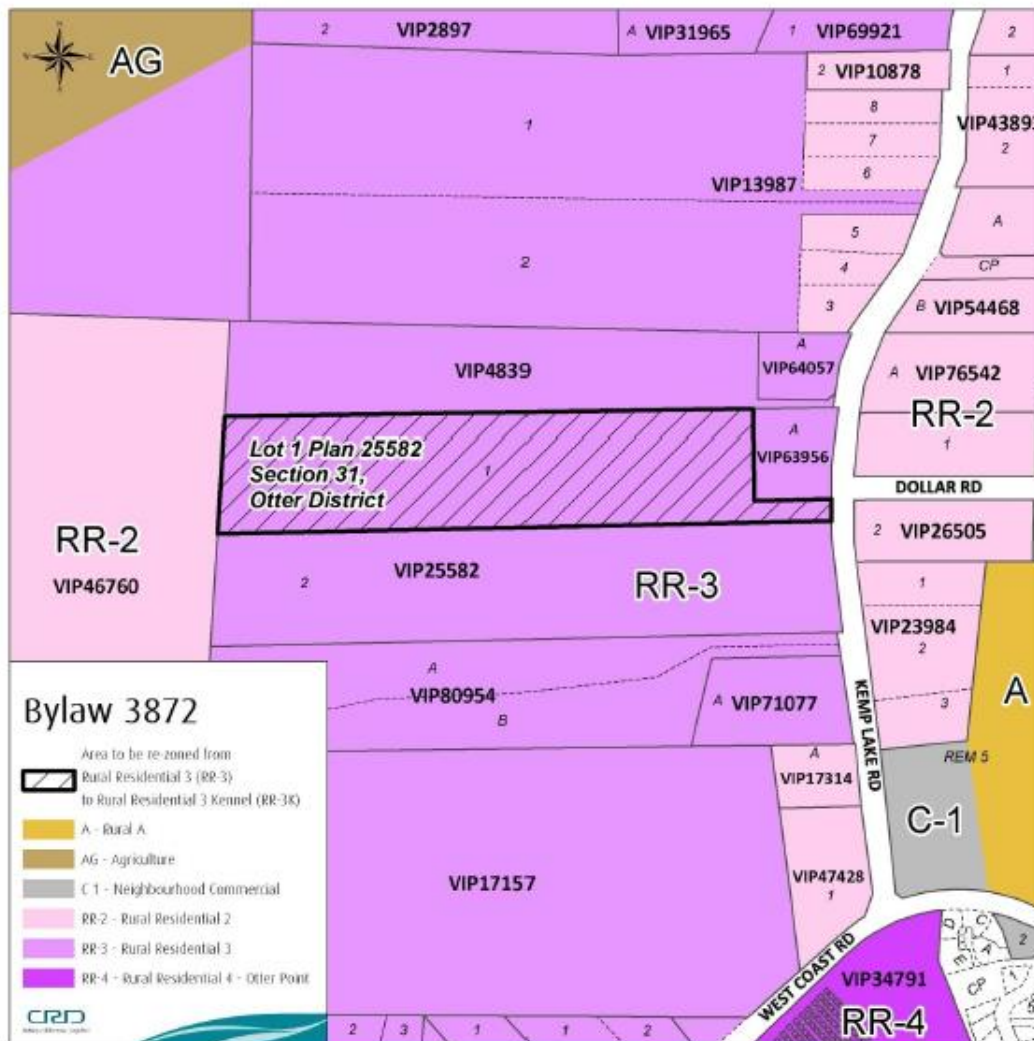 AG
2 VIP2897
A VIP31965
1 VIP69921
2
2 VIP10878
1
8
VIP43893
7
2
6
1
VIP13987
A
5
2
4
CP
3
B VIP54468
A
VIP64057
VIP4839
A VIP76542
RR-2
A
VIP63956
1
Lot 1 Plan 25582
Section 31,
Otter District
1
DOLLAR RD
2 VIP26505
RR-2
VIP46760
VIP25582
2
RR-3
1
VIP23984
2
A
VIP80954
B
A VIP71077
3
A
KEMP LAKE RD
REM 5
A
VIP17314
C-1
VIP17157
VIP47428
1
WEST COAST RD
VIP34791
RR-4
D
C
A
E
2
CP
1
2
3
1
1
2
Bylaw 3872
Area to be re-zoned from
Rural Residential 3 (RR-3)
to Rural Residential 3 Kennel (RR-3K)
A - Rural A
AG - Agriculture
C 1 - Neighbourhood Commercial
RR-2 - Rural Residential 2
RR-3 - Rural Residential 3
RR-4 - Rural Residential 4 - Otter Point
CRD